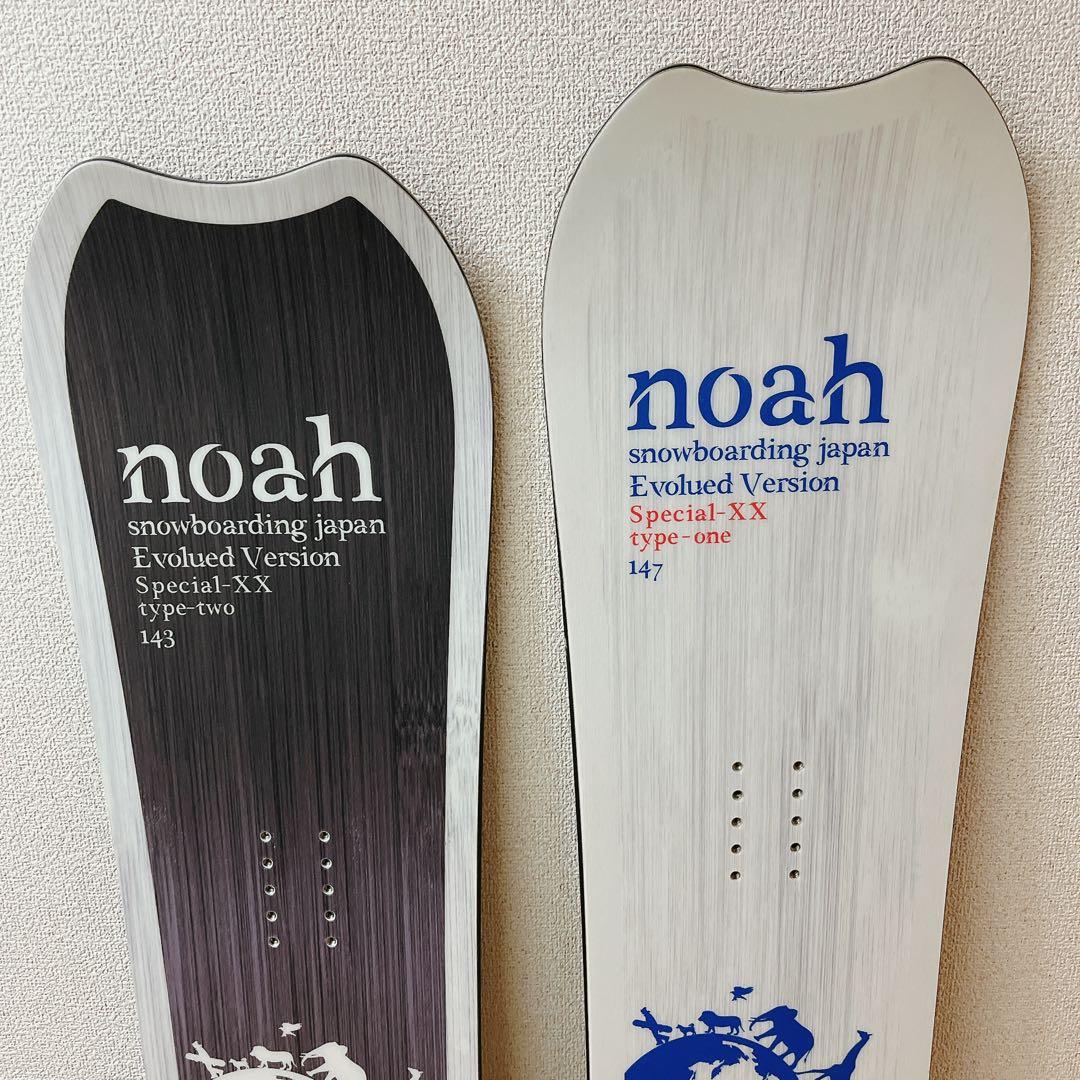 noah
snowboarding japan
Evolued Version
Special-XX
type-two
143
noah
snowboarding japan
Evolued Version
Special-XX
type-one
147